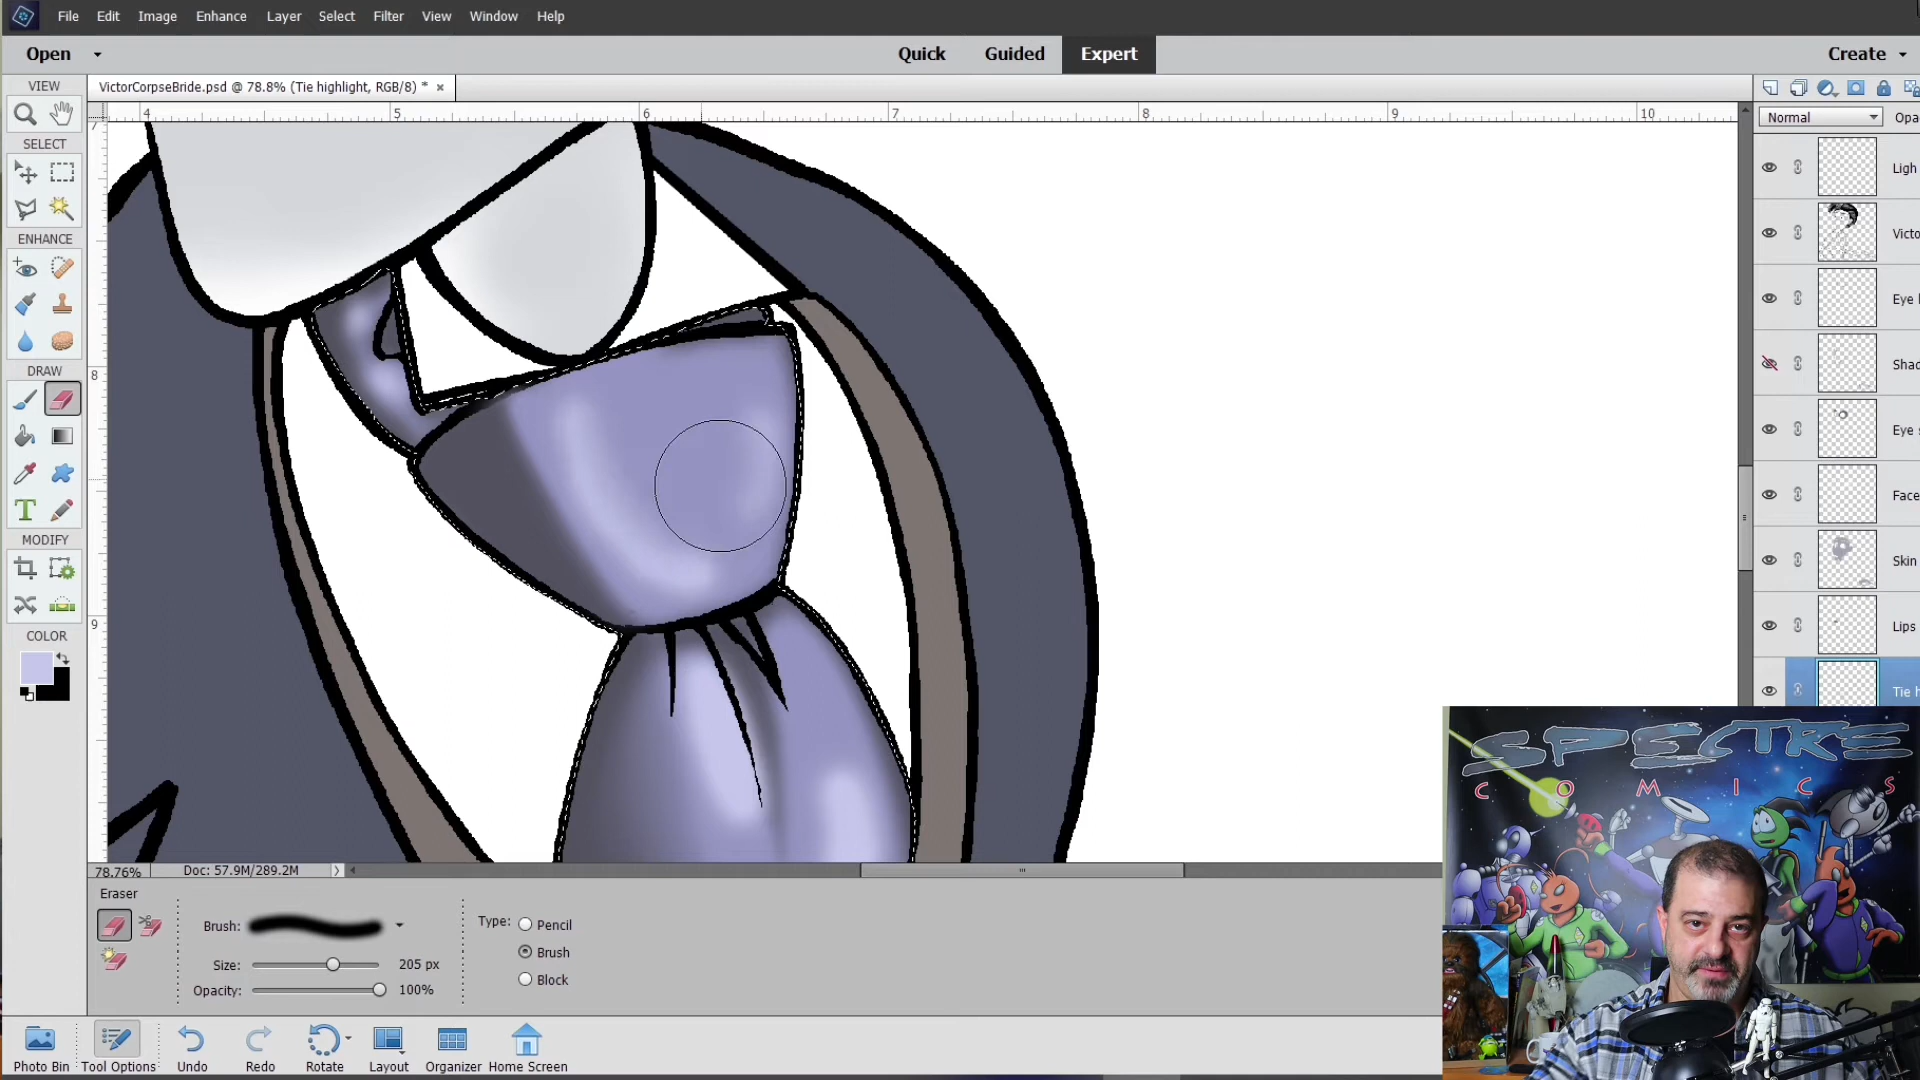 File Edit Image Enhance Layer Select Filter View Window Help
Open Quick Guided Expert Create
VIEW
VictorCorpseBride.psd @ 78.8% (Tie highlight, RGB/8) * ×
4 5 6 7 8 9 10
7
Normal Opa
SELECT
Ligh
Victo
ENHANCE
Eye
Shad
8
DRAW
Eye s
Face
MODIFY
Skin
9
Lips
COLOR
Tie h
SPECTRE
COMICS
78.76% Doc: 57.9M/289.2M
Eraser
Brush: Type: Pencil
Brush
Size: 205 px
Block
Opacity: 100%
Photo Bin Tool Options Undo Redo Rotate Layout Organizer Home Screen